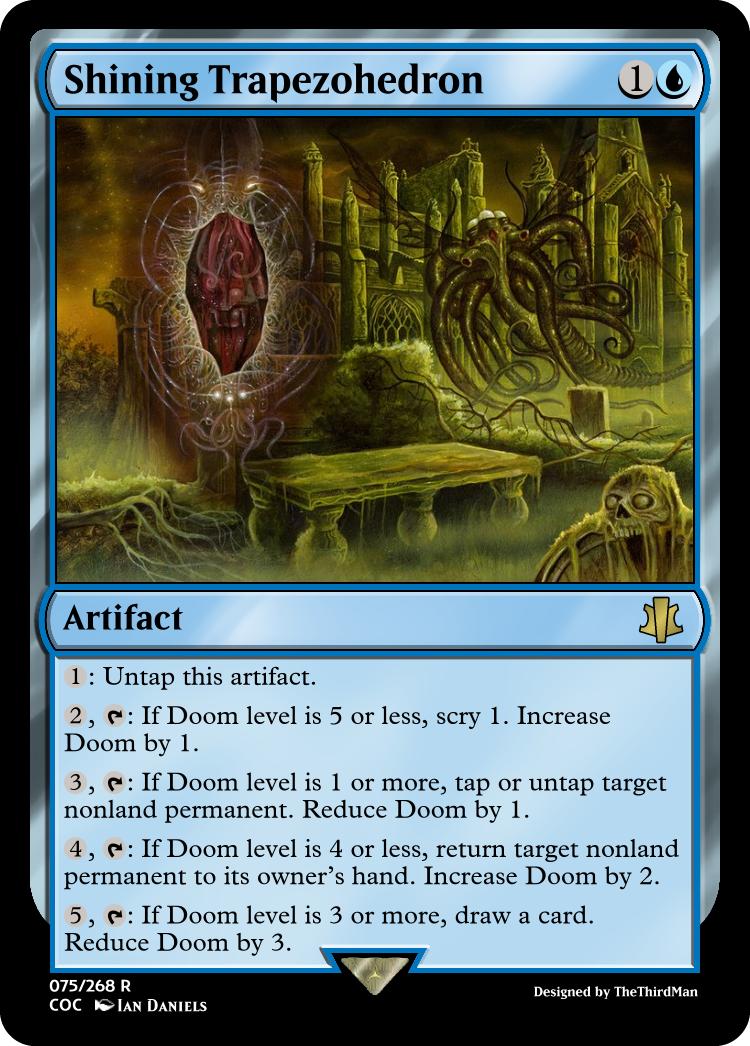 Shining Trapezohedron 1
Artifact
1: Untap this artifact.
2, : If Doom level is 5 or less, scry 1. Increase
Doom by 1.
3, : If Doom level is 1 or more, tap or untap target
nonland permanent. Reduce Doom by 1.
4, : If Doom level is 4 or less, return target nonland
permanent to its owner's hand. Increase Doom by 2.
5, : If Doom level is 3 or more, draw a card.
Reduce Doom by 3.
075/268 R
COC IAN DANIELS
Designed by TheThirdMan